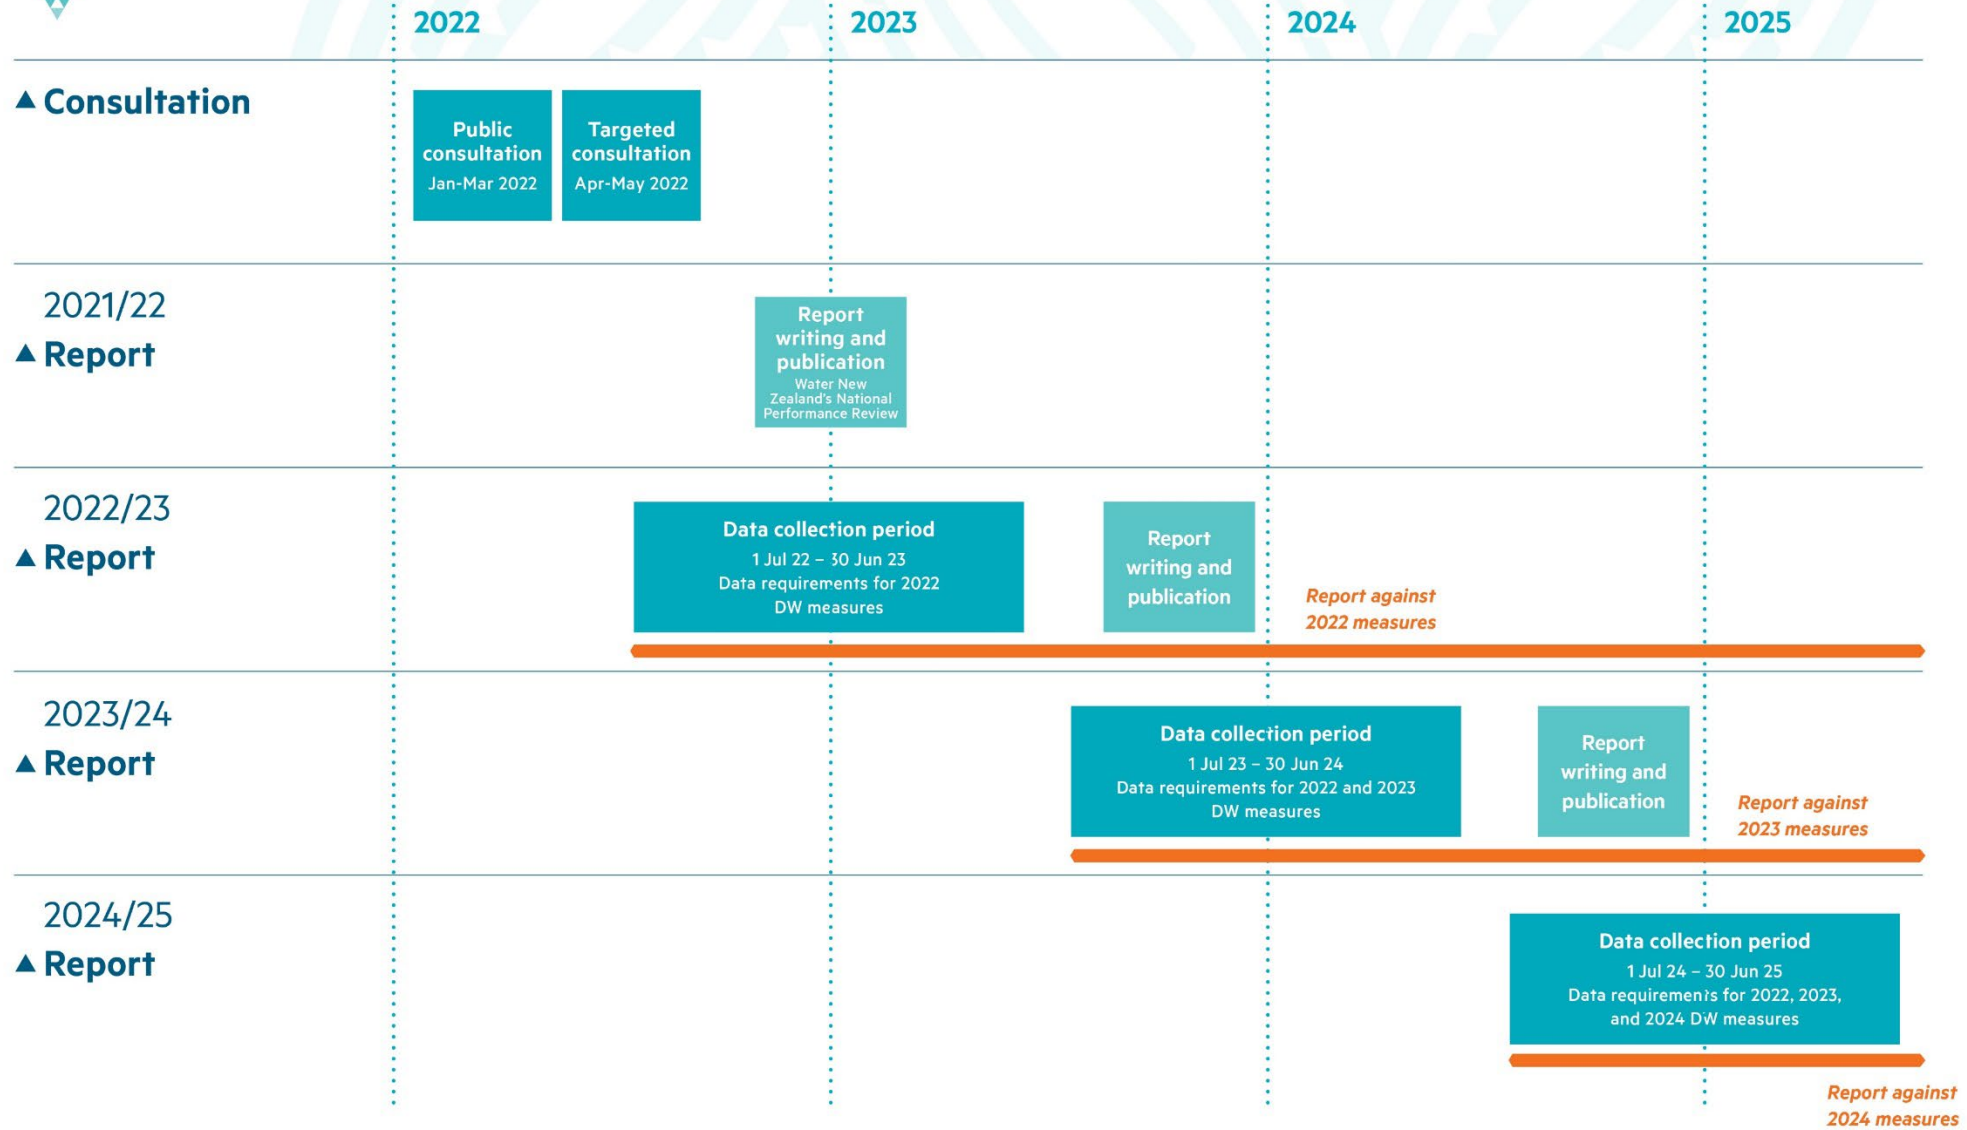 2022
2023
2024
2025
Consultation
Public
consultation
Jan-Mar 2022
Targeted
consultation
Apr-May 2022
2021/22
Report
Report
writing and
publication
Water New
Zealand's National
Performance Review
2022/23
Report
Data collection period
1 Jul 22 – 30 Jun 23
Data requirements for 2022
DW measures
Report
writing and
publication
Report against
2022 measures
2023/24
Report
Data collection period
1 Jul 23 – 30 Jun 24
Data requirements for 2022 and 2023
DW measures
Report
writing and
publication
Report against
2023 measures
2024/25
Report
Data collection period
1 Jul 24 – 30 Jun 25
Data requirements for 2022, 2023,
and 2024 DW measures
Report against
2024 measures